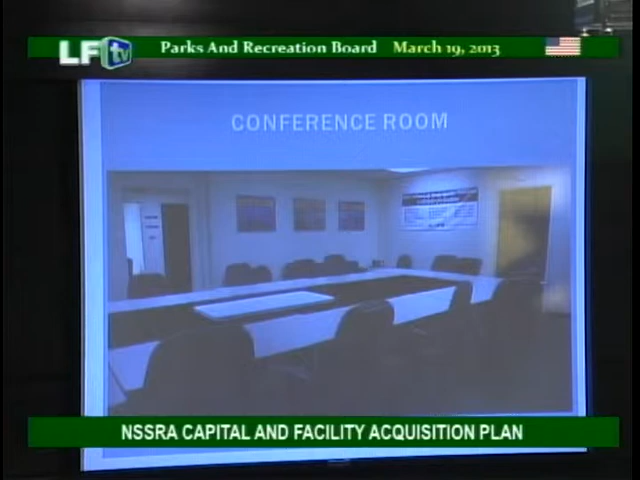 LFtv Parks And Recreation Board March 19, 2013
CONFERENCE ROOM
NSSRA CAPITAL AND FACILITY ACQUISITION PLAN